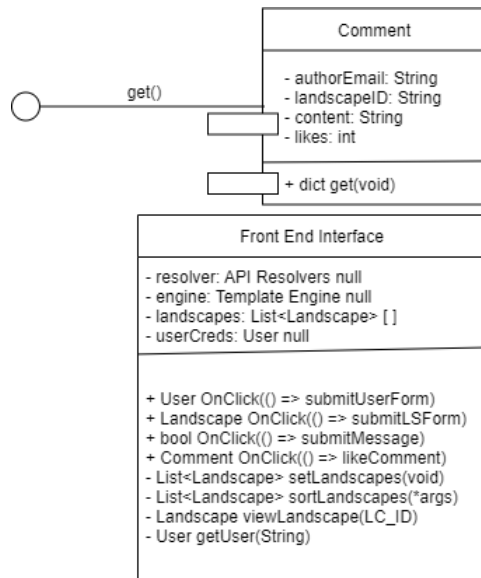 Comment
get()
- authorEmail: String
- landscapeID: String
- content: String
- likes: int
+ dict get(void)
Front End Interface
- resolver: API Resolvers null
- engine: Template Engine null
- landscapes: List<Landscape> [ ]
- userCreds: User null
+ User OnClick(() => submitUserForm)
+ Landscape OnClick(() => submitLSForm)
+ bool OnClick(() => submitMessage)
+ Comment OnClick(() => likeComment)
- List<Landscape> setLandscapes(void)
- List<Landscape> sortLandscapes(*args)
- Landscape viewLandscape(LC_ID)
- User getUser(String)